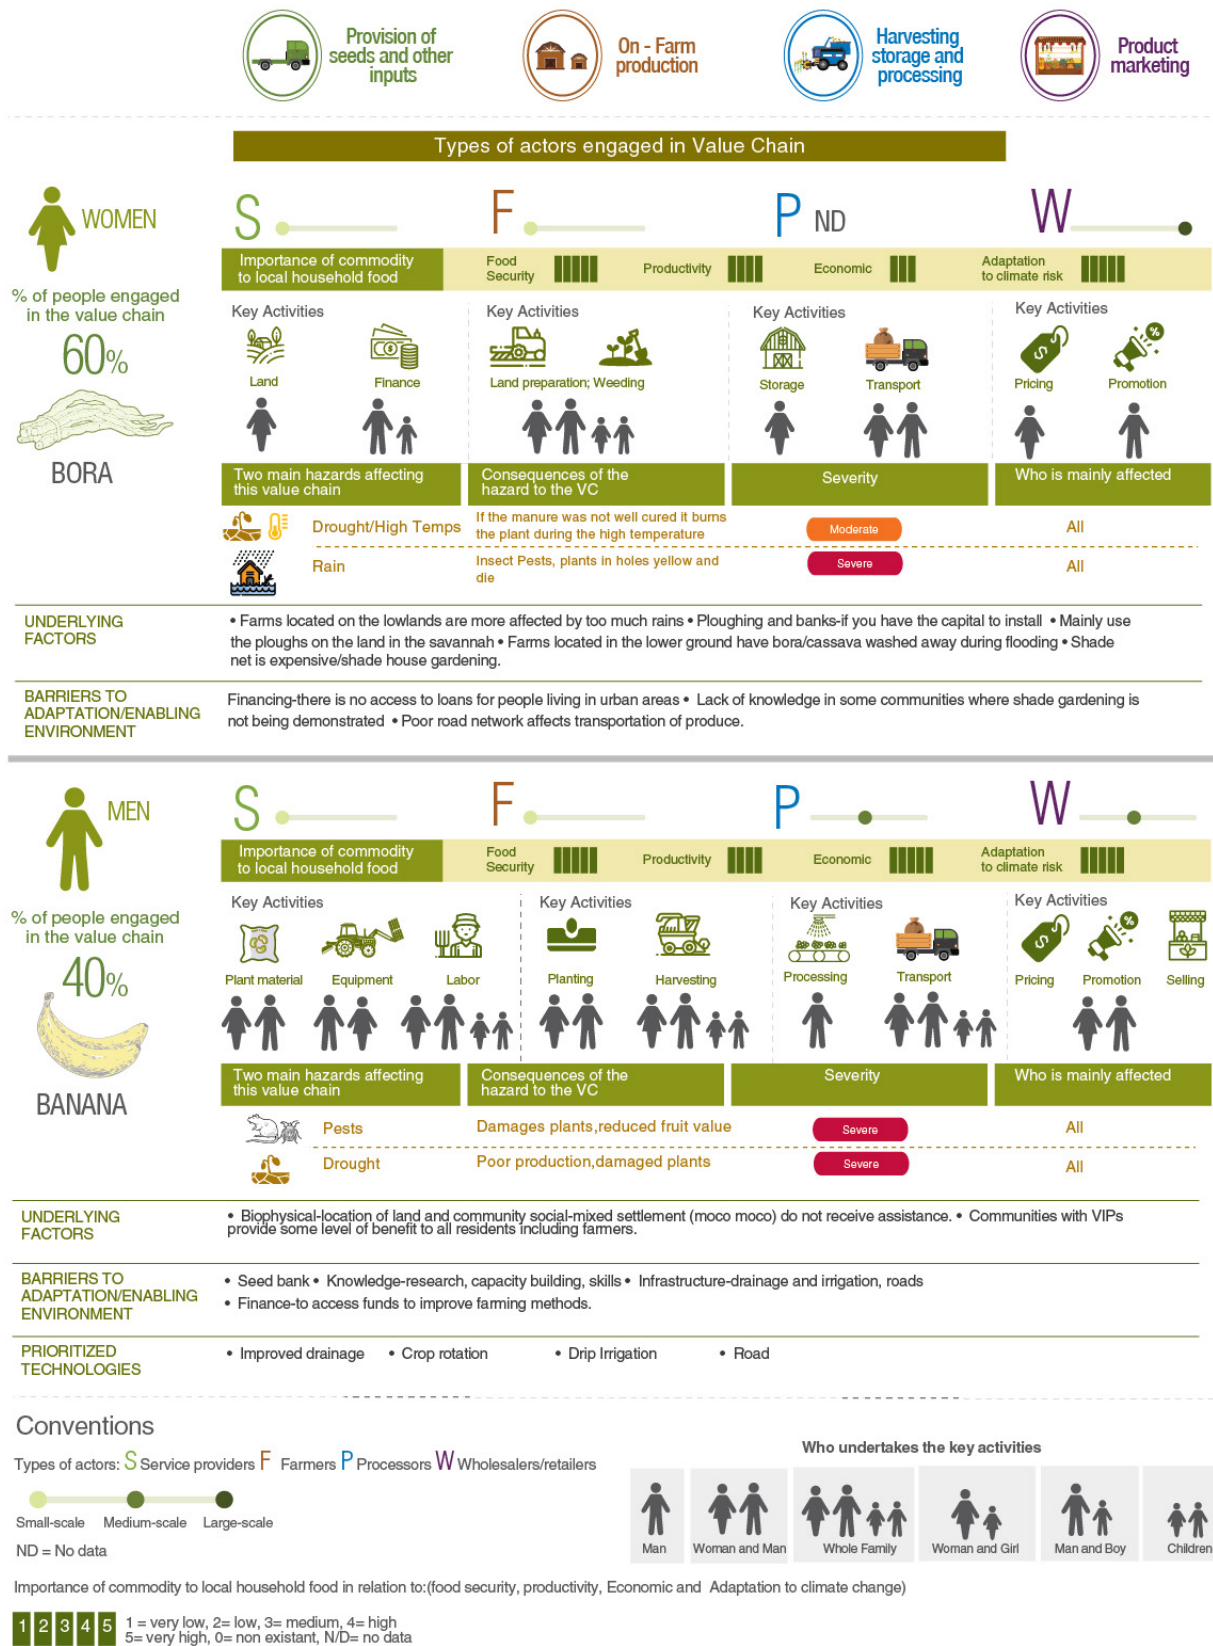 Provision of
seeds and other
inputs
On - Farm
production
Harvesting
storage and
processing
Product
marketing
Types of actors engaged in Value Chain
WOMEN
S F P ND W
Importance of commodity
to local household food
Food
Security
Productivity
Economic
Adaptation
to climate risk
% of people engaged
in the value chain
60%
BORA
Key Activities
Land Finance
Key Activities
Land preparation; Weeding
Key Activities
Storage Transport
Key Activities
Pricing Promotion
Two main hazards affecting
this value chain
Consequences of the
hazard to the VC
Severity
Who is mainly affected
Drought/High Temps
If the manure was not well cured it burns
the plant during the high temperature
Moderate
All
Rain
Insect Pests, plants in holes yellow and
die
Severe
All
UNDERLYING
FACTORS
• Farms located on the lowlands are more affected by too much rains • Ploughing and banks-if you have the capital to install • Mainly use
the ploughs on the land in the savannah • Farms located in the lower ground have bora/cassava washed away during flooding • Shade
net is expensive/shade house gardening.
BARRIERS TO
ADAPTATION/ENABLING
ENVIRONMENT
Financing-there is no access to loans for people living in urban areas • Lack of knowledge in some communities where shade gardening is
not being demonstrated • Poor road network affects transportation of produce.
MEN
S F P W
Importance of commodity
to local household food
Food
Security
Productivity
Economic
Adaptation
to climate risk
% of people engaged
in the value chain
40%
BANANA
Key Activities
Plant material Equipment Labor
Key Activities
Planting Harvesting
Key Activities
Processing Transport
Key Activities
Pricing Promotion Selling
Two main hazards affecting
this value chain
Consequences of the
hazard to the VC
Severity
Who is mainly affected
Pests
Damages plants,reduced fruit value
Severe
All
Drought
Poor production,damaged plants
Severe
All
UNDERLYING
FACTORS
• Biophysical-location of land and community social-mixed settlement (moco moco) do not receive assistance. • Communities with VIPs
provide some level of benefit to all residents including farmers.
BARRIERS TO
ADAPTATION/ENABLING
ENVIRONMENT
• Seed bank • Knowledge-research, capacity building, skills • Infrastructure-drainage and irrigation, roads
• Finance-to access funds to improve farming methods.
PRIORITIZED
TECHNOLOGIES
• Improved drainage • Crop rotation • Drip Irrigation • Road
Conventions
Types of actors: S Service providers F Farmers P Processors W Wholesalers/retailers
Small-scale Medium-scale Large-scale
ND = No data
Who undertakes the key activities
Man Woman and Man Whole Family Woman and Girl Man and Boy Children
Importance of commodity to local household food in relation to:(food security, productivity, Economic and Adaptation to climate change)
1 2 3 4 5
1 = very low, 2= low, 3= medium, 4= high
5= very high, 0= non existant, N/D= no data